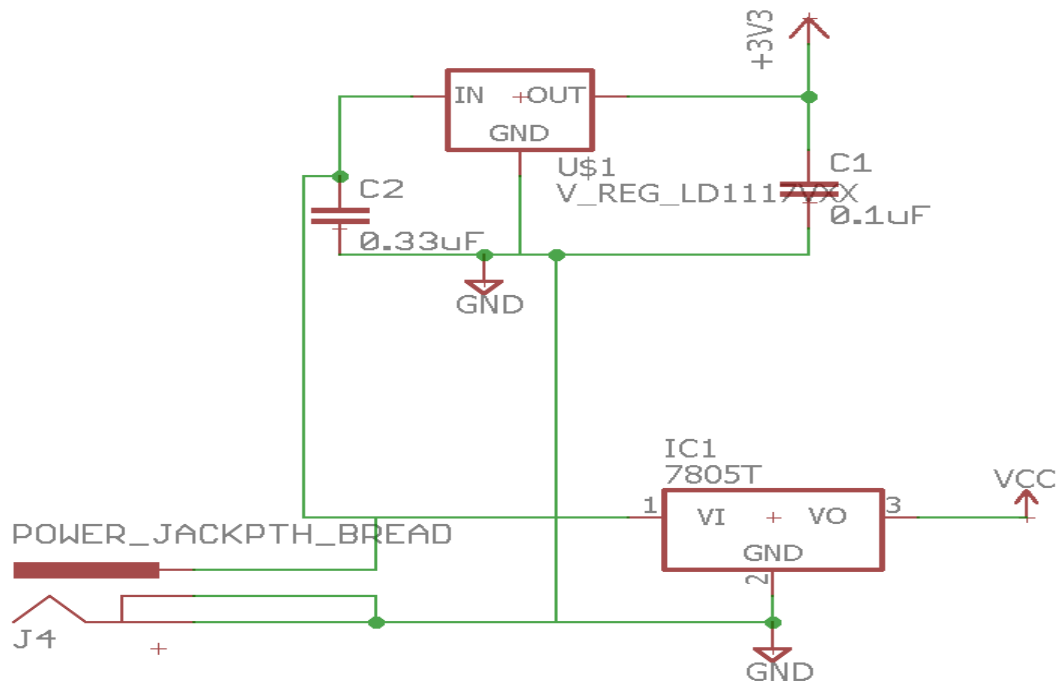 +3V3
IN
OUT
GND
U$1
V_REG_LD1117VXX
C1
0.1uF
C2
0.33uF
GND
IC1
7805T
1
VI
VO
3
GND
2
VCC
POWER_JACKPTH_BREAD
J4
GND